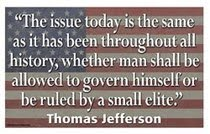 “The issue today is the same
as it has been throughout all
history, whether man shall be
allowed to govern himself or
be ruled by a small elite.”
Thomas Jefferson